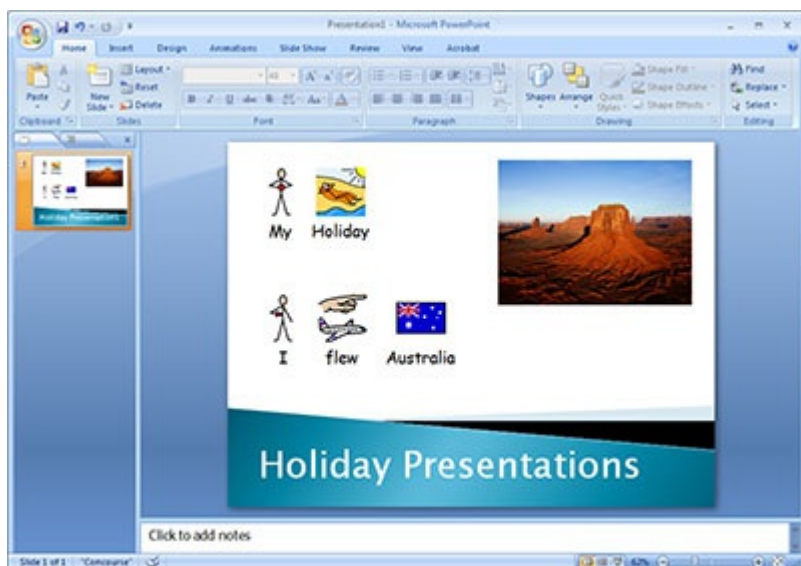 Presentation1 - Microsoft PowerPoint
Home Insert Design Animations Slide Show Review View Acrobat
Paste
New Slide
Layout
Reset
Delete
Shapes Arrange Quick Styles
Shape Fill
Shape Outline
Shape Effects
Find
Replace
Select
Clipboard Slides Font Paragraph Drawing Editing
My Holiday
I flew Australia
Holiday Presentations
Click to add notes
Slide 1 of 1 "Concourse" 62%